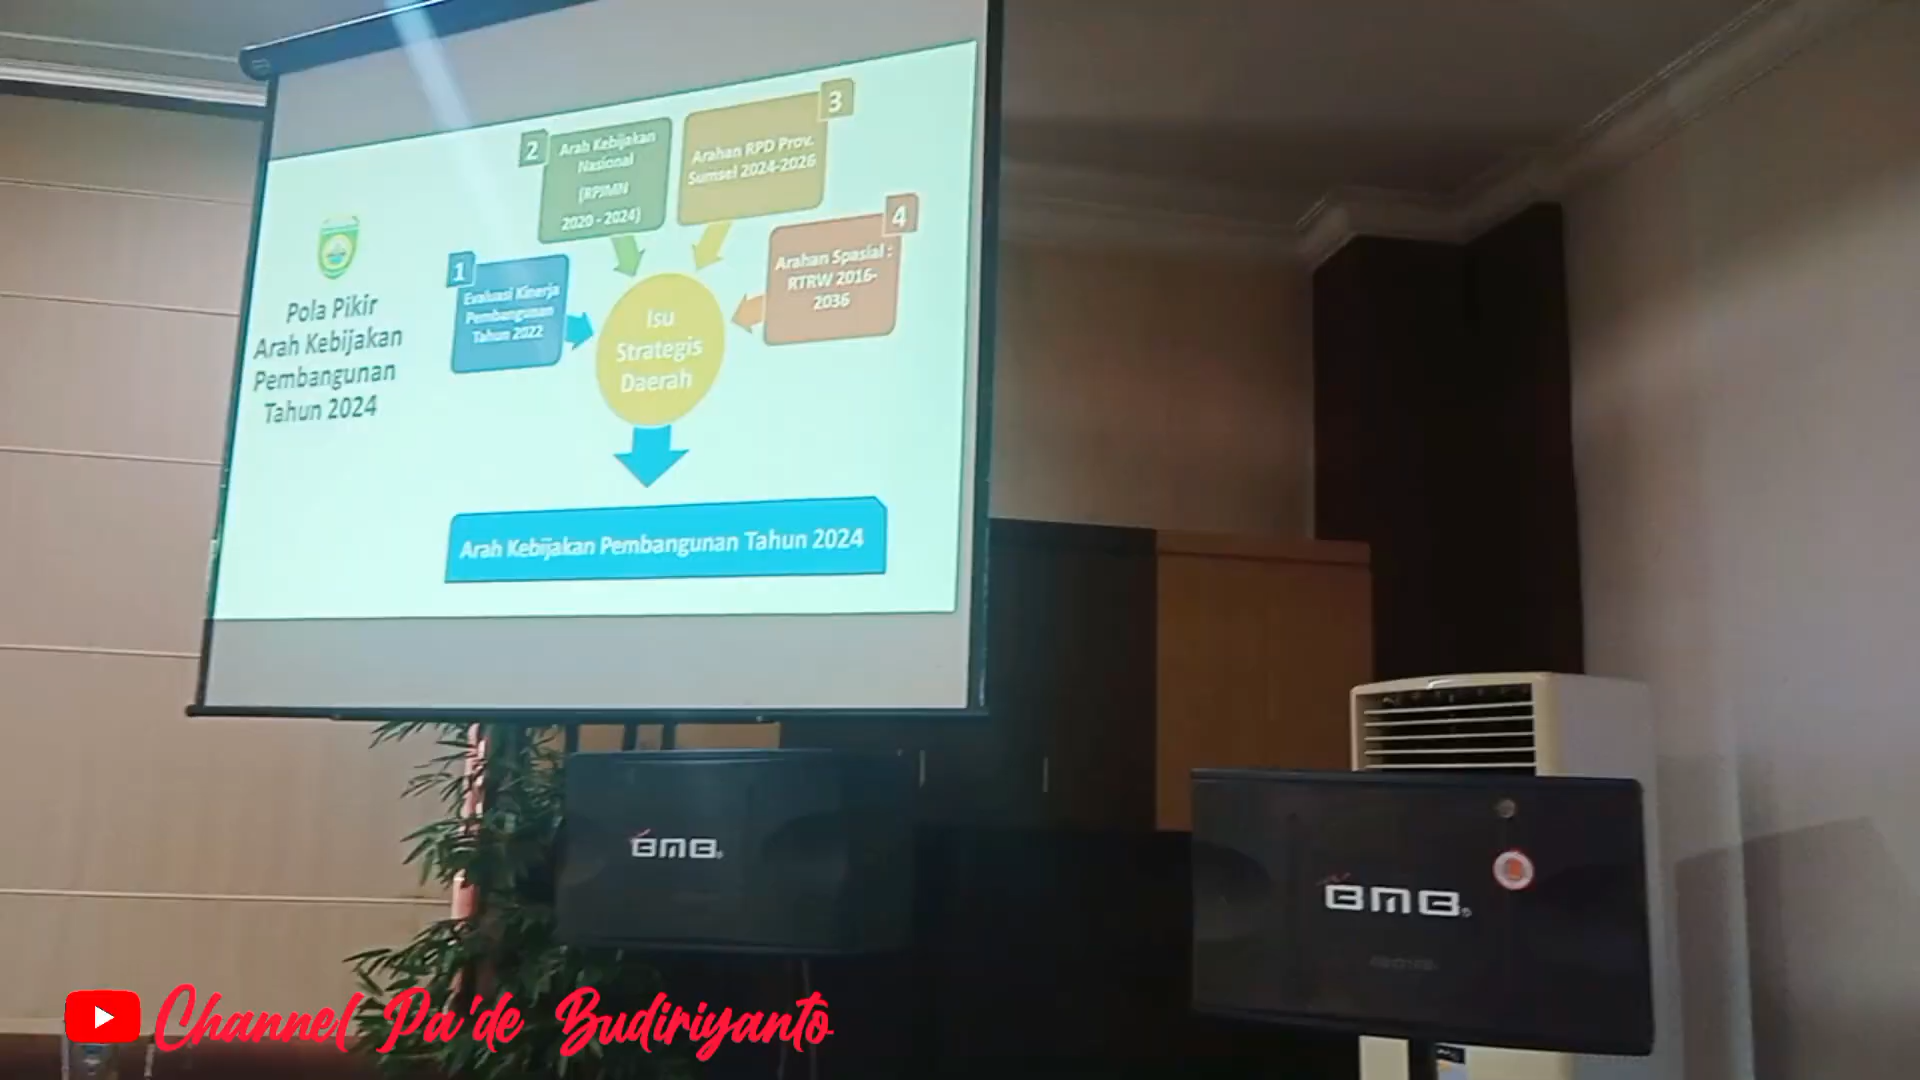 Pola Pikir
Arah Kebijakan
Pembangunan
Tahun 2024
1
Evaluasi Kinerja
Pembangunan
Tahun 2022
2
Arah Kebijakan
Nasional
(RPJMN
2020 - 2024)
3
Arahan RPD Prov.
Sumsel 2024-2026
4
Arahan Spasial :
RTRW 2016-
2036
Isu
Strategis
Daerah
Arah Kebijakan Pembangunan Tahun 2024
BMB
BMB
Channel Pa'de Budiriyanto